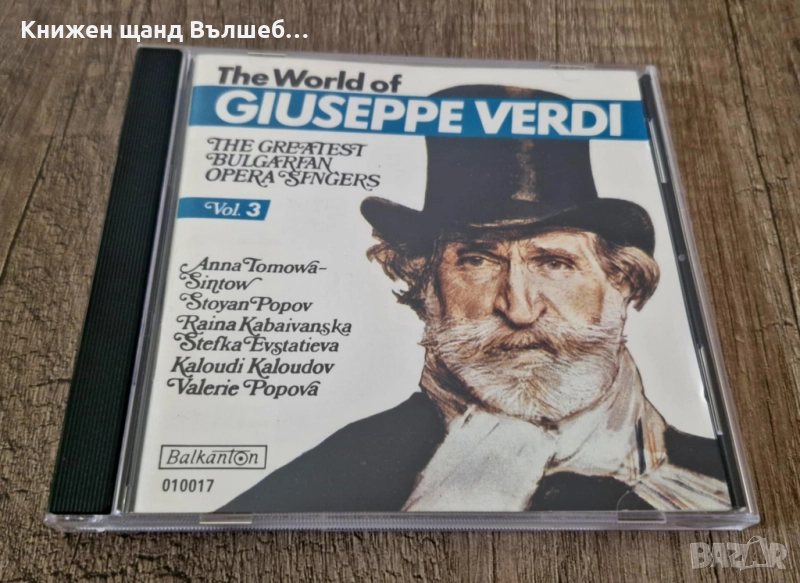 Книжен щанд Вълшеб...
The World of
GIUSEPPE VERDI
THE GREATEST
BULGARIAN
OPERA SINGERS
Vol. 3
Anna Tomowa-
Sintow
Stoyan Popov
Raina Kabaivanska
Stefka Evstatieva
Kaloudi Kaloudov
Valerie Popova
Balkanton
010017
BAZAR